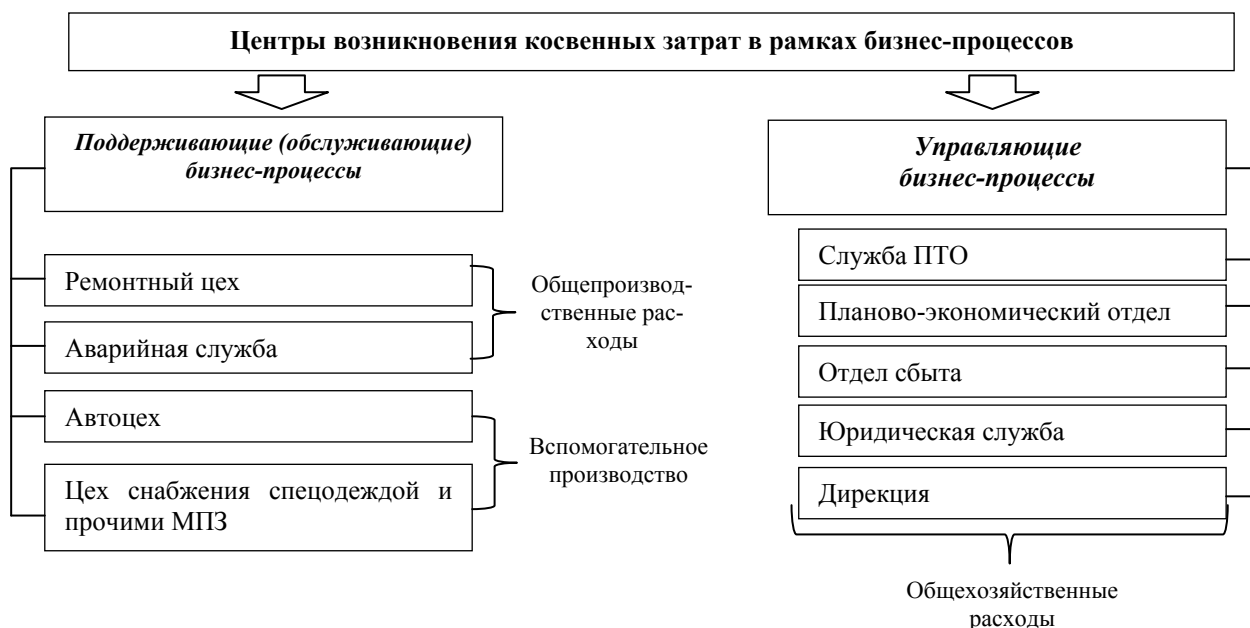 Центры возникновения косвенных затрат в рамках бизнес-процессов
Поддерживающие (обслуживающие)
бизнес-процессы
Ремонтный цех
Аварийная служба
Общепроизвод-
ственные рас-
ходы
Автоцех
Цех снабжения спецодеждой и
прочими МПЗ
Вспомогательное
производство
Управляющие
бизнес-процессы
Служба ПТО
Планово-экономический отдел
Отдел сбыта
Юридическая служба
Дирекция
Общехозяйственные
расходы